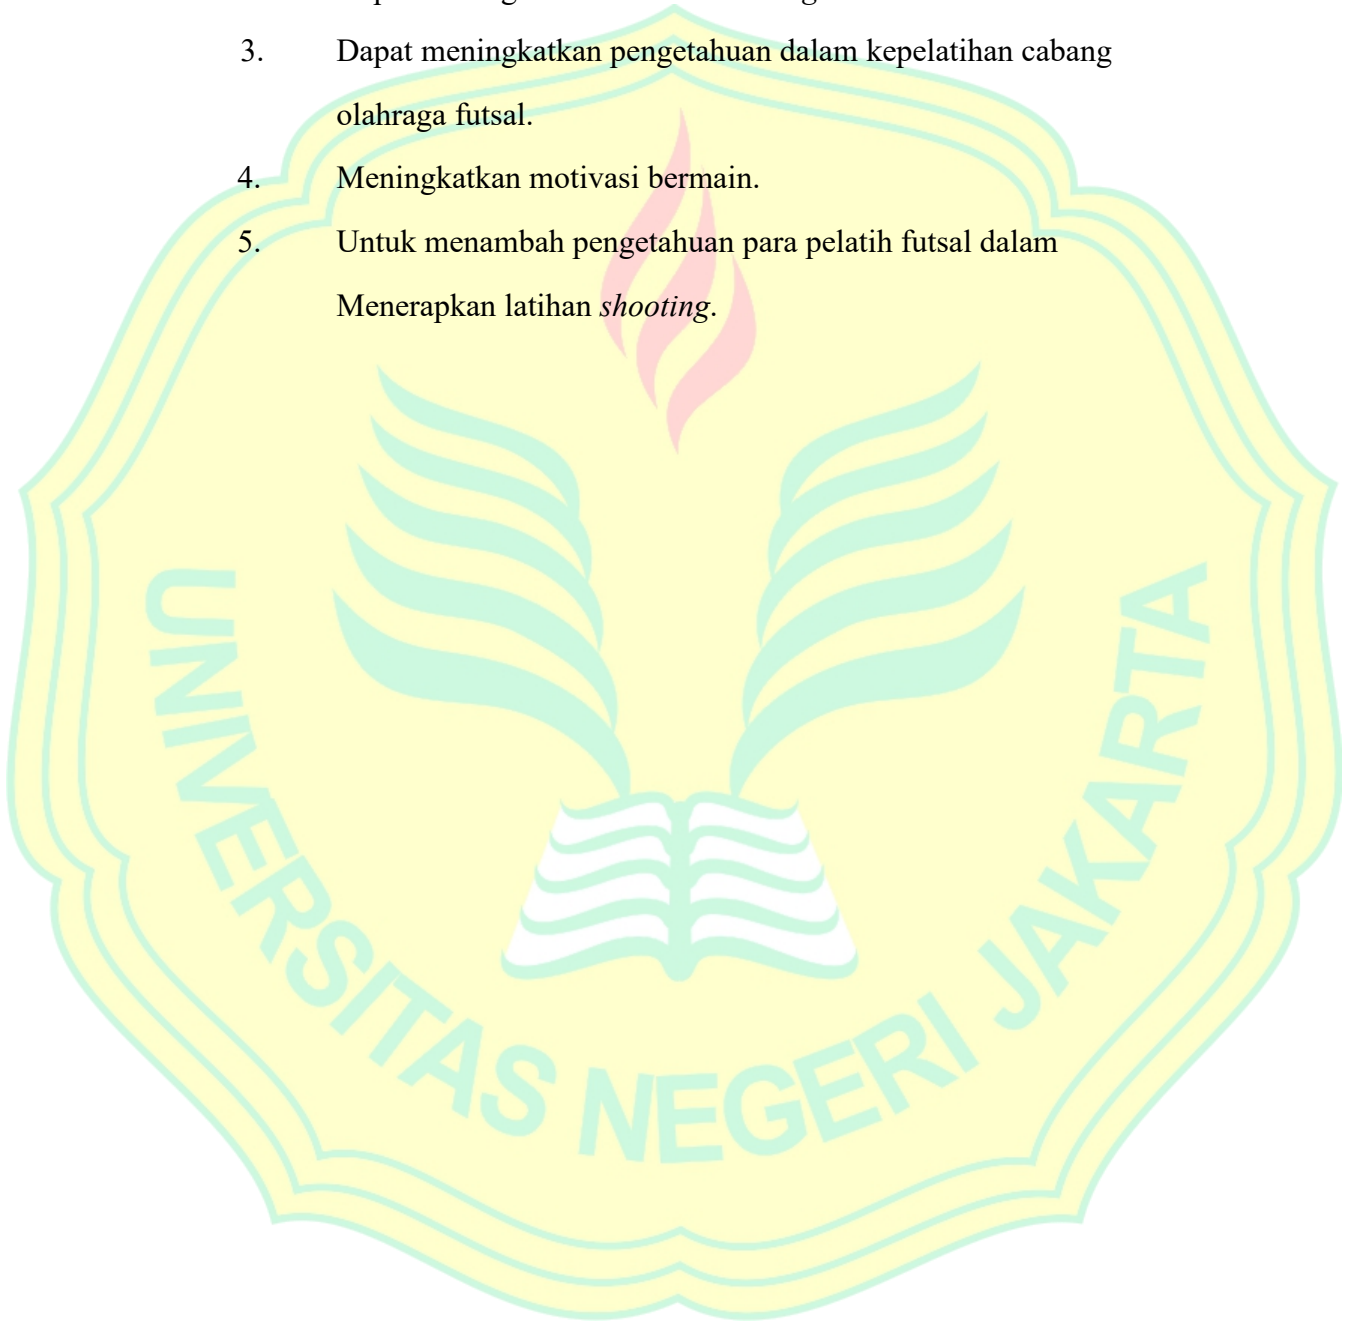 3. Dapat meningkatkan pengetahuan dalam kepelatihan cabang
olahraga futsal.
4. Meningkatkan motivasi bermain.
5. Untuk menambah pengetahuan para pelatih futsal dalam
Menerapkan latihan shooting.
UNIVERSITAS NEGERI JAKARTA